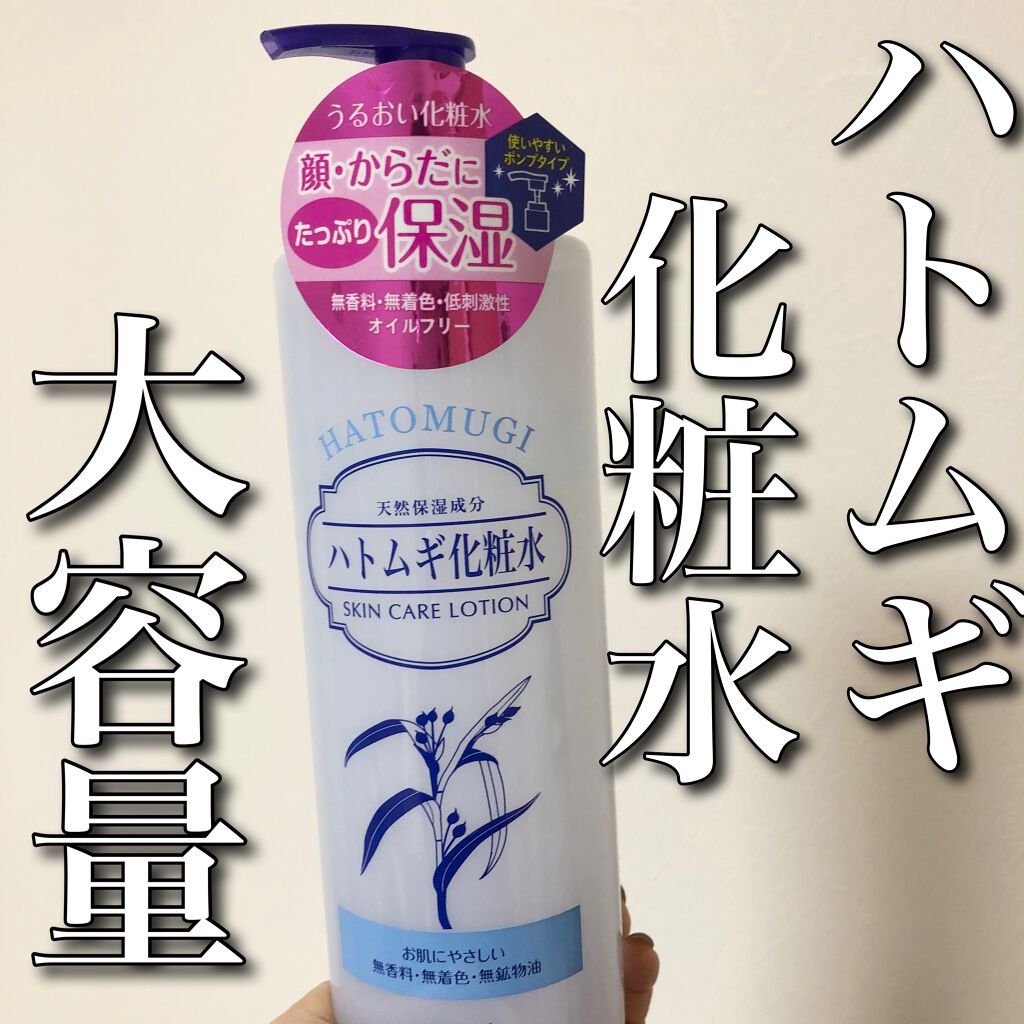 ハトムギ
化粧水
大容量
うるおい化粧水
顔・からだに
たっぷり保湿
無香料・無着色・低刺激性
オイルフリー
使いやすい
ポンプタイプ
HATOMUGI
天然保湿成分
ハトムギ化粧水
SKIN CARE LOTION
お肌にやさしい
無香料・無着色・無鉱物油